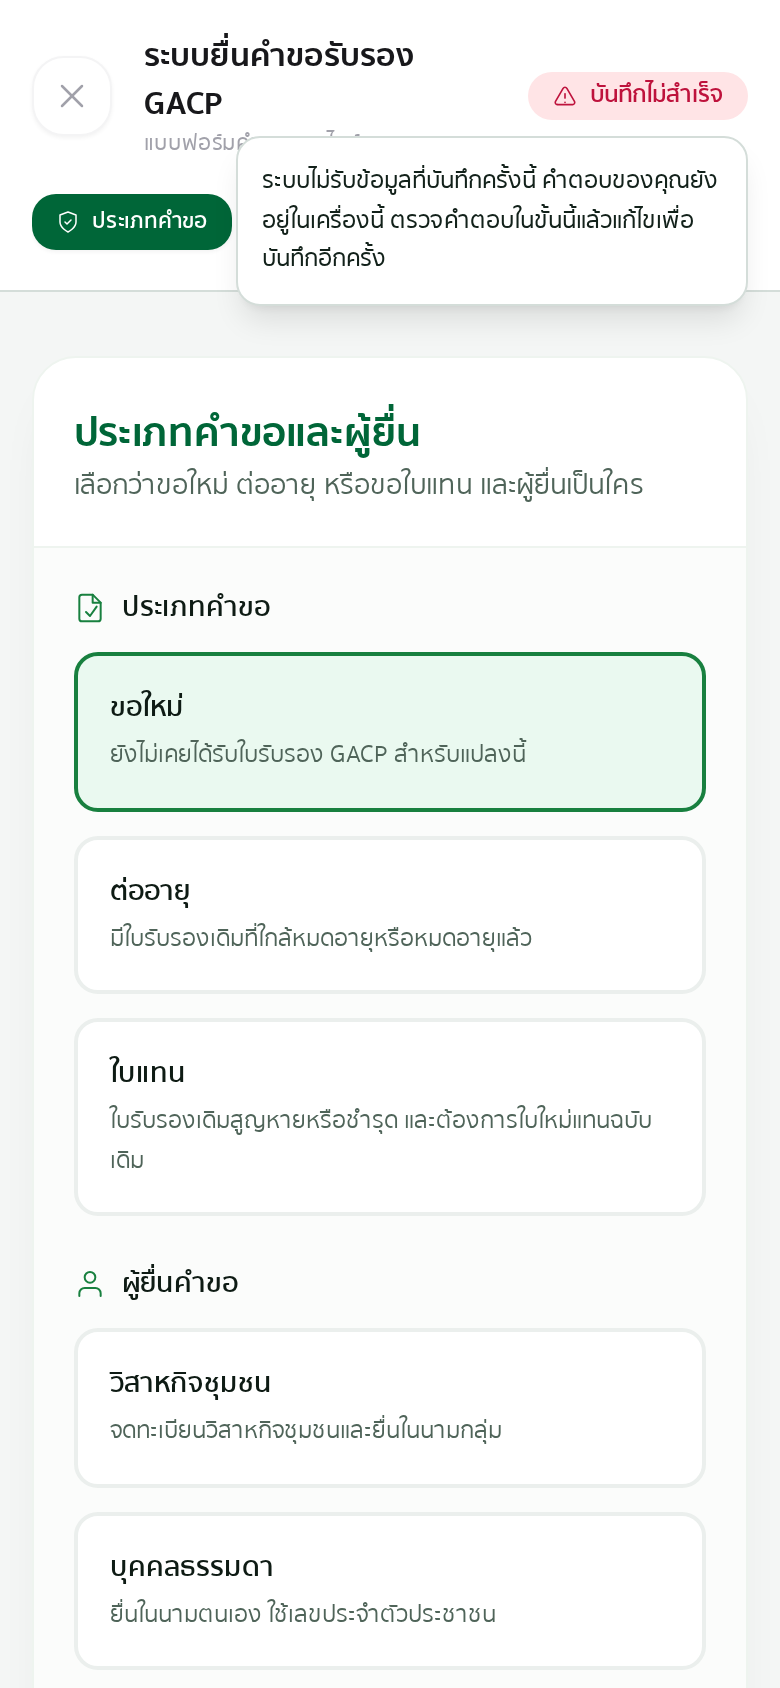 ระบบยื่นคำขอรับรอง
GACP
บันทึกไม่สำเร็จ
ระบบไม่รับข้อมูลที่บันทึกครั้งนี้ คำตอบของคุณยัง
อยู่ในเครื่องนี้ ตรวจคำตอบในขั้นนี้แล้วแก้ไขเพื่อ
บันทึกอีกครั้ง
ประเภทคำขอ
ประเภทคำขอและผู้ยื่น
เลือกว่าขอใหม่ ต่ออายุ หรือขอใบแทน และผู้ยื่นเป็นใคร
ประเภทคำขอ
ขอใหม่
ยังไม่เคยได้รับใบรับรอง GACP สำหรับแปลงนี้
ต่ออายุ
มีใบรับรองเดิมที่ใกล้หมดอายุหรือหมดอายุแล้ว
ใบแทน
ใบรับรองเดิมสูญหายหรือชำรุด และต้องการใบใหม่แทนฉบับ
เดิม
ผู้ยื่นคำขอ
วิสาหกิจชุมชน
จดทะเบียนวิสาหกิจชุมชนและยื่นในนามกลุ่ม
บุคคลธรรมดา
ยื่นในนามตนเอง ใช้เลขประจำตัวประชาชน